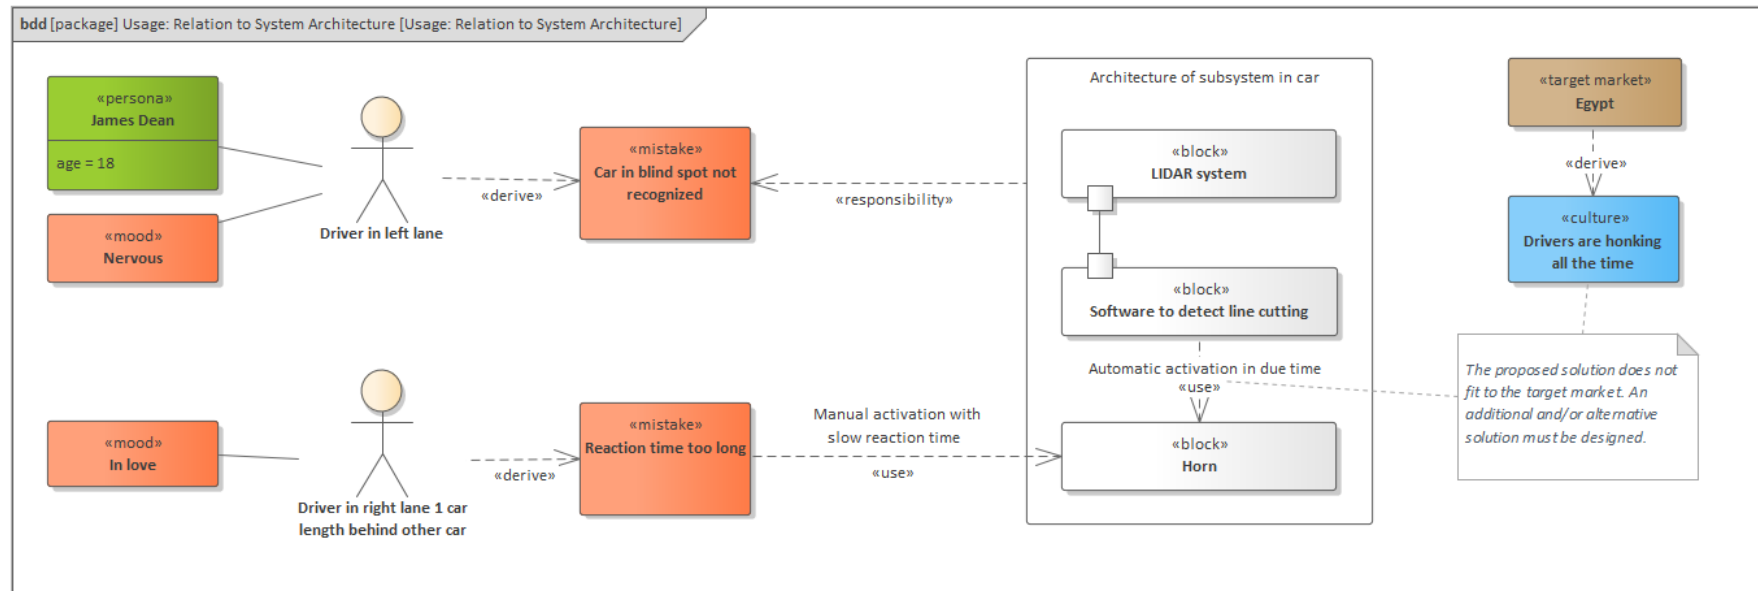 bdd [package] Usage: Relation to System Architecture [Usage: Relation to System Architecture]
«persona»
James Dean
age = 18
«mood»
Nervous
Driver in left lane
«derive»
«mistake»
Car in blind spot not
recognized
«responsibility»
Architecture of subsystem in car
«block»
LIDAR system
«block»
Software to detect line cutting
Automatic activation in due time
«use»
«block»
Horn
«target market»
Egypt
«derive»
«culture»
Drivers are honking
all the time
The proposed solution does not
fit to the target market. An
additional and/or alternative
solution must be designed.
«mood»
In love
Driver in right lane 1 car
length behind other car
«derive»
«mistake»
Reaction time too long
Manual activation with
slow reaction time
«use»